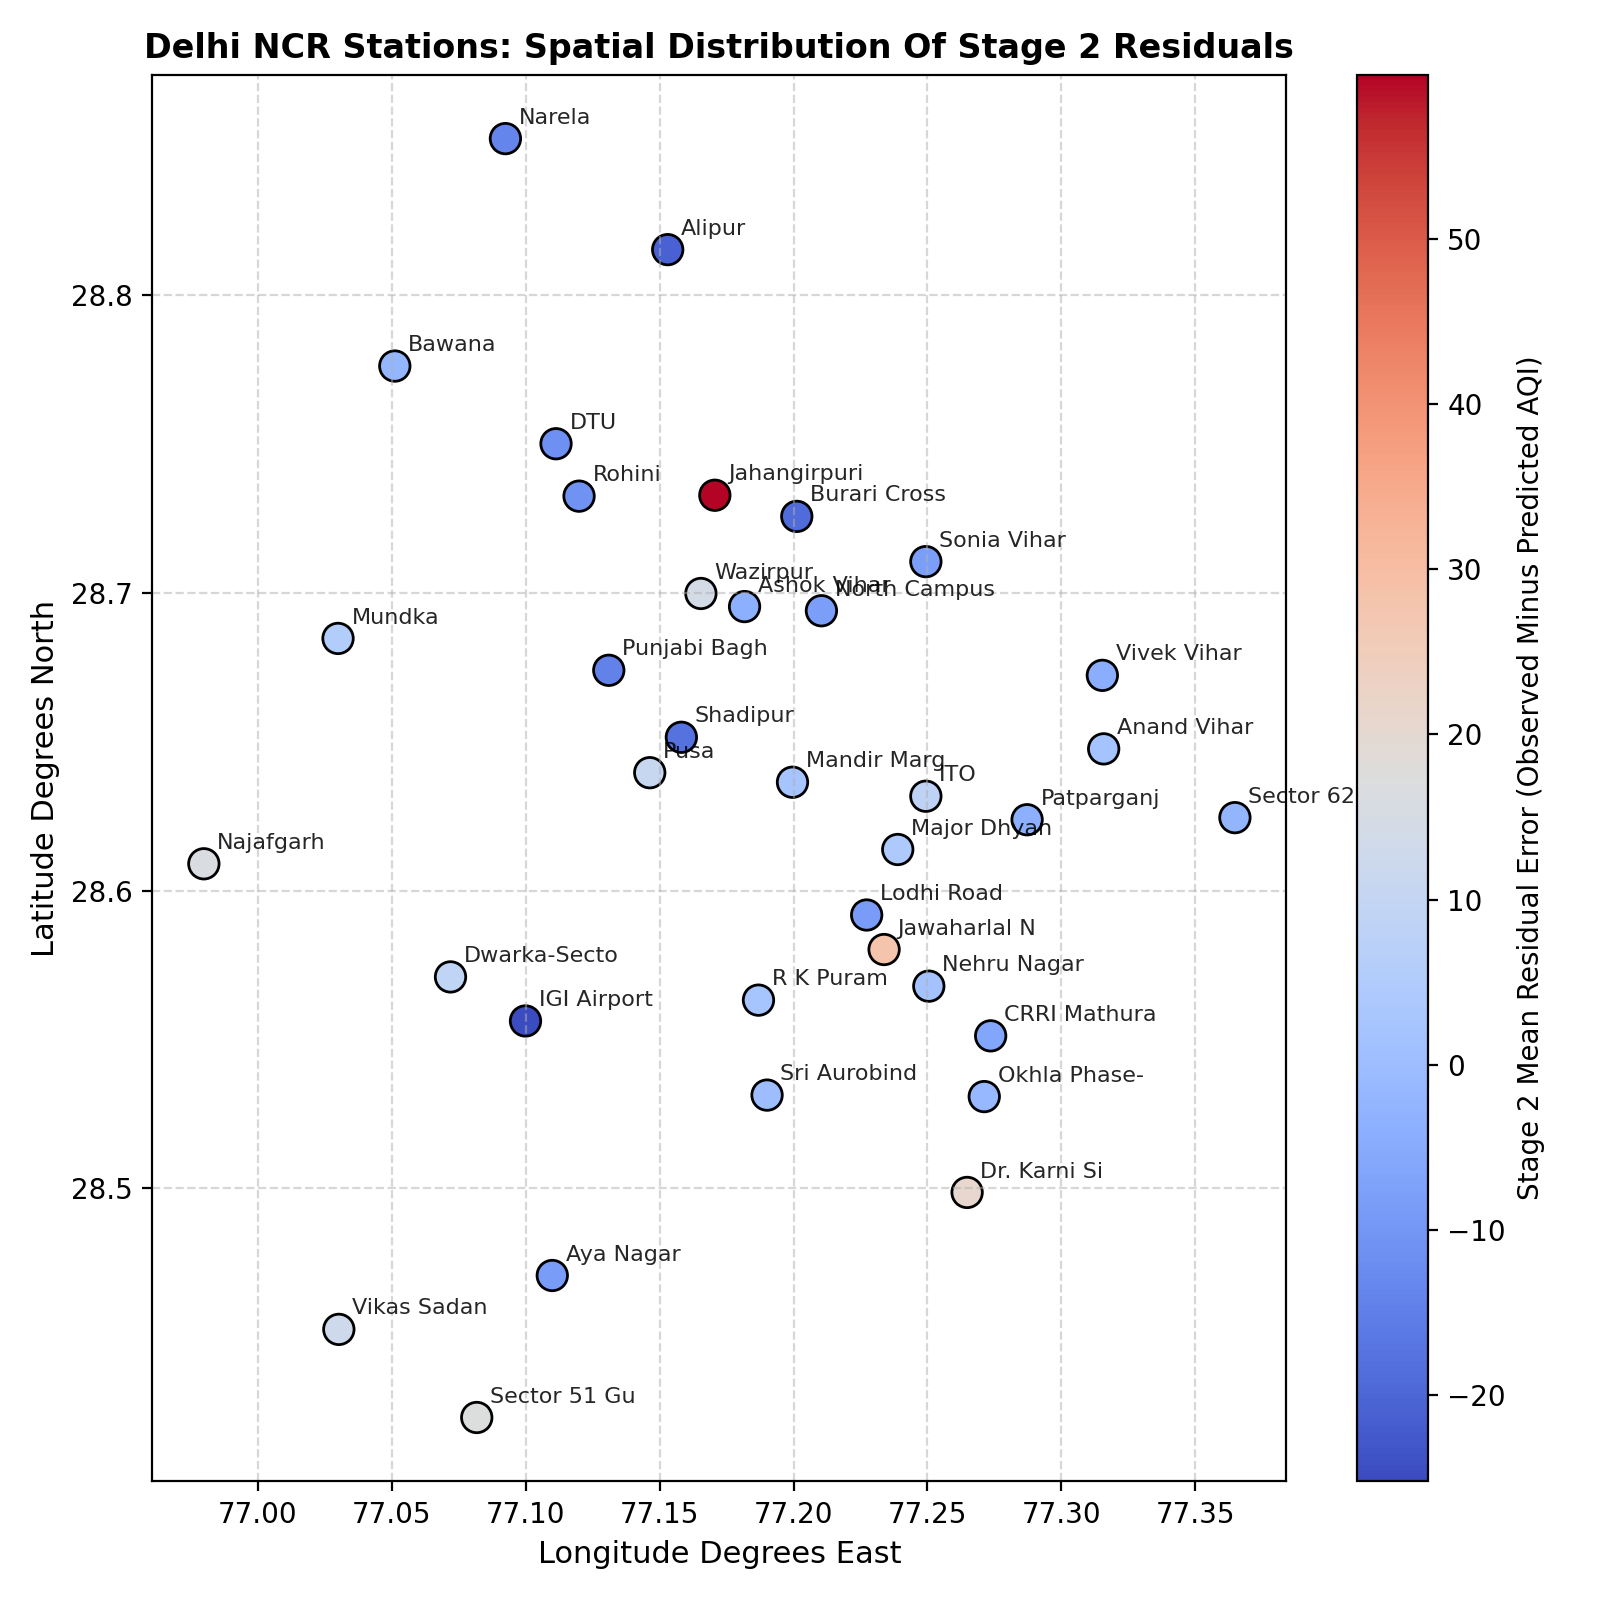 Delhi NCR Stations: Spatial Distribution Of Stage 2 Residuals
Narela
Alipur
Bawana
DTU
Rohini
Jahangirpuri
Burari Cross
Sonia Vihar
Wazirpur
Ashok Vihar
North Campus
Mundka
Punjabi Bagh
Vivek Vihar
Shadipur
Anand Vihar
Pusa
Mandir Marg
ITO
Patparganj
Sector 62
Major Dhyan
Najafgarh
Lodhi Road
Jawaharlal N
Dwarka-Secto
Nehru Nagar
R K Puram
IGI Airport
CRRI Mathura
Sri Aurobind
Okhla Phase-
Dr. Karni Si
Aya Nagar
Vikas Sadan
Sector 51 Gu
28.8
28.7
28.6
28.5
Latitude Degrees North
77.00 77.05 77.10 77.15 77.20 77.25 77.30 77.35
Longitude Degrees East
50
40
30
20
10
0
−10
−20
Stage 2 Mean Residual Error (Observed Minus Predicted AQI)